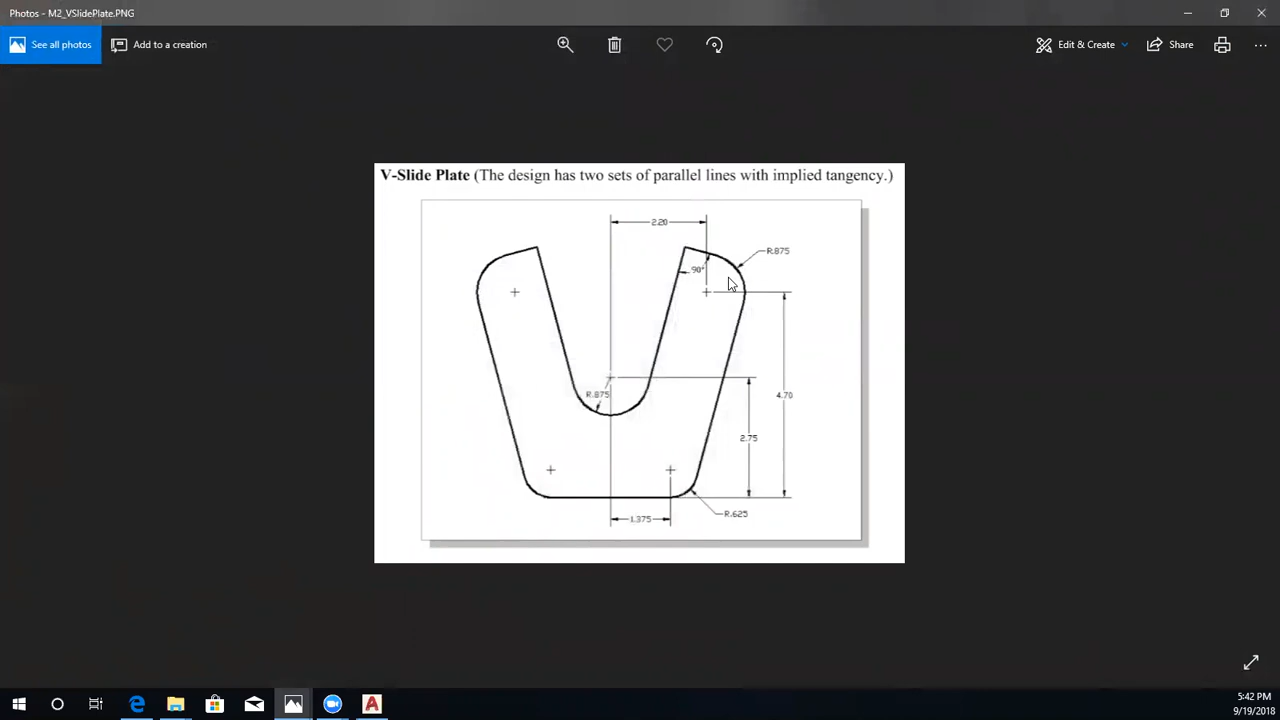 Photos - M2_VSlidePlate.PNG
See all photos
Add to a creation
Edit & Create
Share
V-Slide Plate (The design has two sets of parallel lines with implied tangency.)
2.20
R.875
90°
R.875
4.70
2.75
1.375
R.625
5:42 PM
9/19/2018